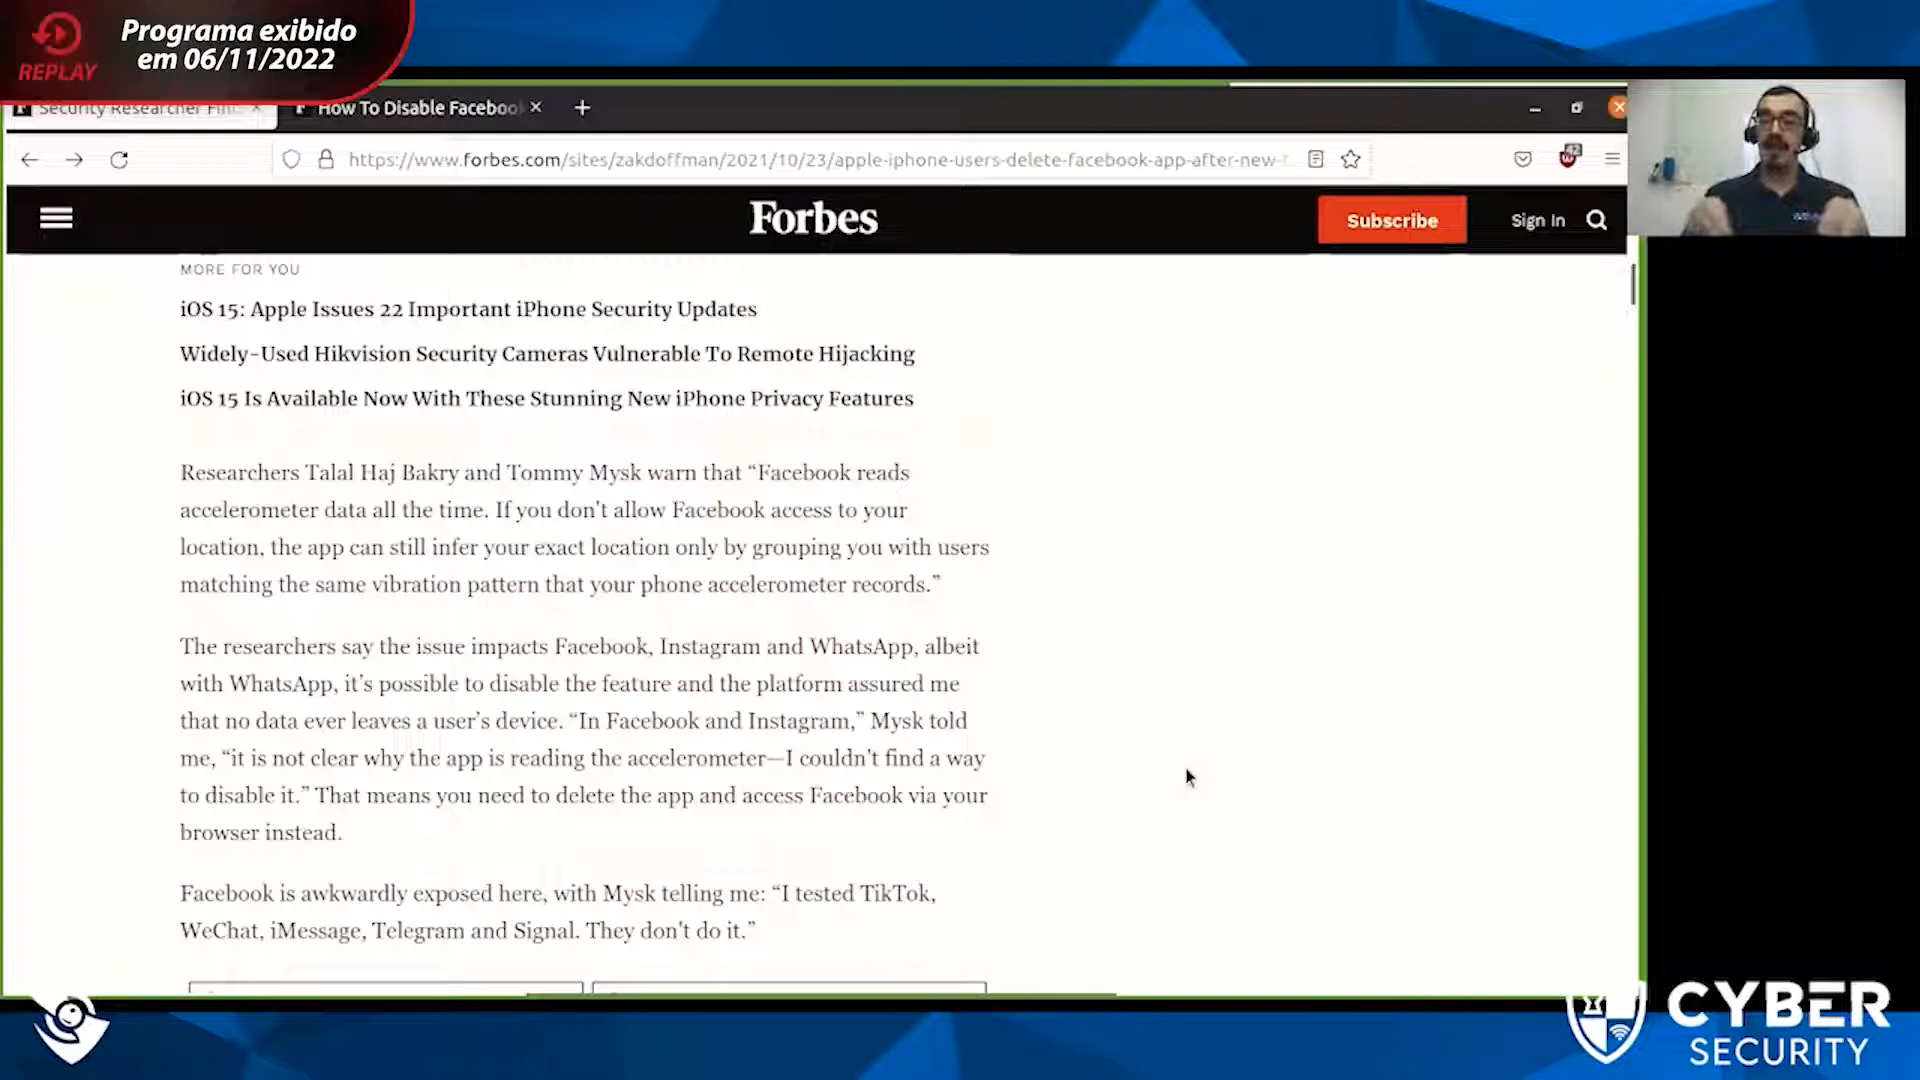 Programa exibido
em 06/11/2022
REPLAY
Security Researcher
How To Disable Faceboo
https://www.forbes.com/sites/zakdoffman/2021/10/23/apple-iphone-users-delete-facebook-app-after-new-
42
Forbes
Subscribe
Sign In
MORE FOR YOU
iOS 15: Apple Issues 22 Important iPhone Security Updates
Widely-Used Hikvision Security Cameras Vulnerable To Remote Hijacking
iOS 15 Is Available Now With These Stunning New iPhone Privacy Features
Researchers Talal Haj Bakry and Tommy Mysk warn that “Facebook reads
accelerometer data all the time. If you don't allow Facebook access to your
location, the app can still infer your exact location only by grouping you with users
matching the same vibration pattern that your phone accelerometer records.”
The researchers say the issue impacts Facebook, Instagram and WhatsApp, albeit
with WhatsApp, it’s possible to disable the feature and the platform assured me
that no data ever leaves a user’s device. “In Facebook and Instagram,” Mysk told
me, “it is not clear why the app is reading the accelerometer—I couldn't find a way
to disable it.” That means you need to delete the app and access Facebook via your
browser instead.
Facebook is awkwardly exposed here, with Mysk telling me: “I tested TikTok,
WeChat, iMessage, Telegram and Signal. They don't do it.”
CYBER
SECURITY